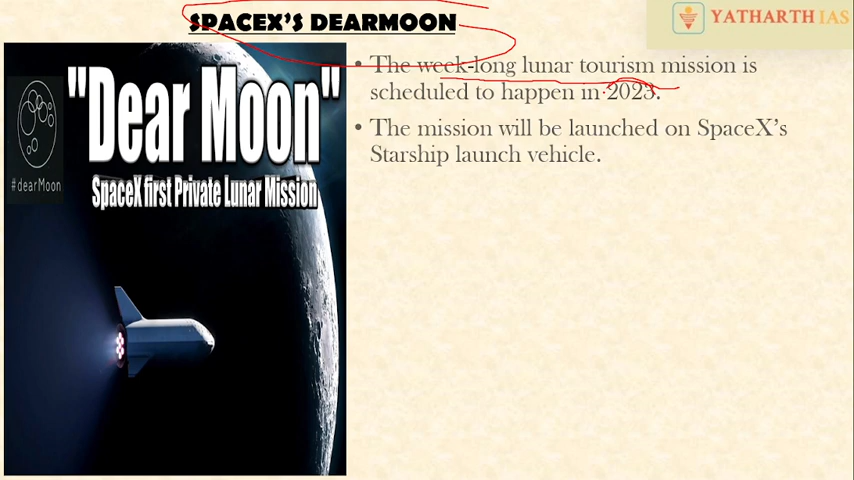 SPACEX'S DEARMOON
YATHARTH IAS
"Dear Moon"
SpaceX first Private Lunar Mission
#dearMoon
• The week-long lunar tourism mission is
scheduled to happen in 2023.
• The mission will be launched on SpaceX's
Starship launch vehicle.